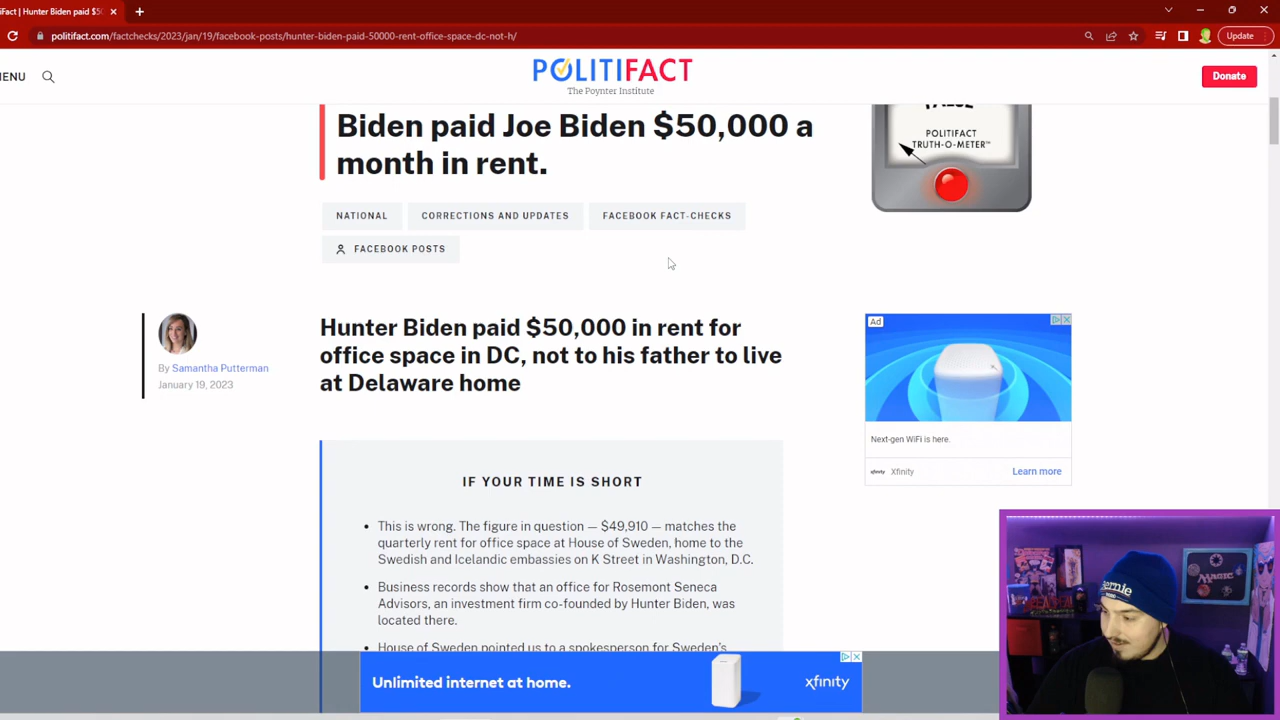 Fact | Hunter Biden paid $50
politifact.com/factchecks/2023/jan/19/facebook-posts/hunter-biden-paid-50000-rent-office-space-dc-not-h/
Update
MENU
POLITIFACT
The Poynter Institute
Donate
Biden paid Joe Biden $50,000 a
month in rent.
FALSE
POLITIFACT
TRUTH-O-METER™
NATIONAL
CORRECTIONS AND UPDATES
FACEBOOK FACT-CHECKS
FACEBOOK POSTS
By Samantha Putterman
January 19, 2023
Hunter Biden paid $50,000 in rent for
office space in DC, not to his father to live
at Delaware home
Ad
Next-gen WiFi is here.
xfinity
Xfinity
Learn more
IF YOUR TIME IS SHORT
• This is wrong. The figure in question — $49,910 — matches the
quarterly rent for office space at House of Sweden, home to the
Swedish and Icelandic embassies on K Street in Washington, D.C.
• Business records show that an office for Rosemont Seneca
Advisors, an investment firm co-founded by Hunter Biden, was
located there.
• House of Sweden pointed us to a spokesperson for Sweden's
Unlimited internet at home.
xfinity
Bernie
MAGIC